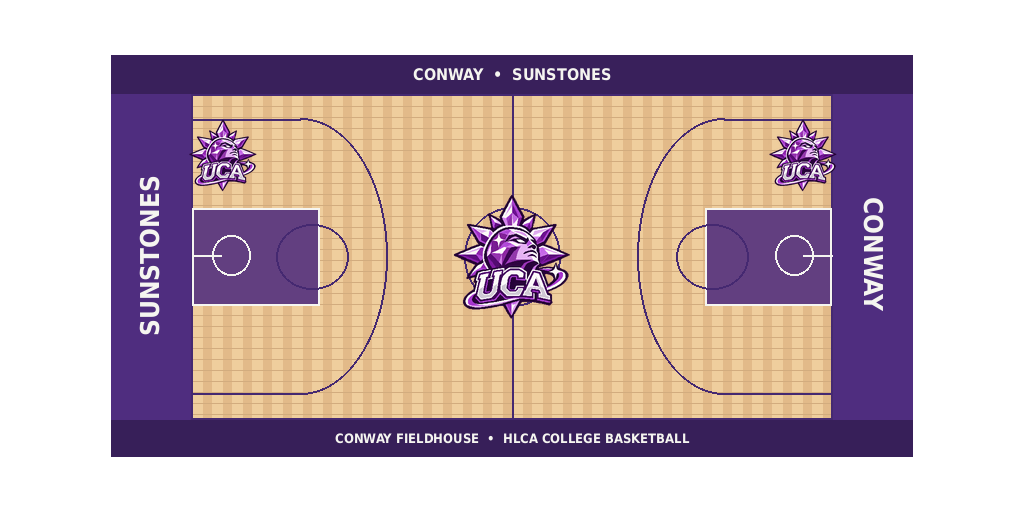 CONWAY • SUNSTONES
UCA
UCA
SUNSTONES
UCA
CONWAY
CONWAY FIELDHOUSE • HLCA COLLEGE BASKETBALL